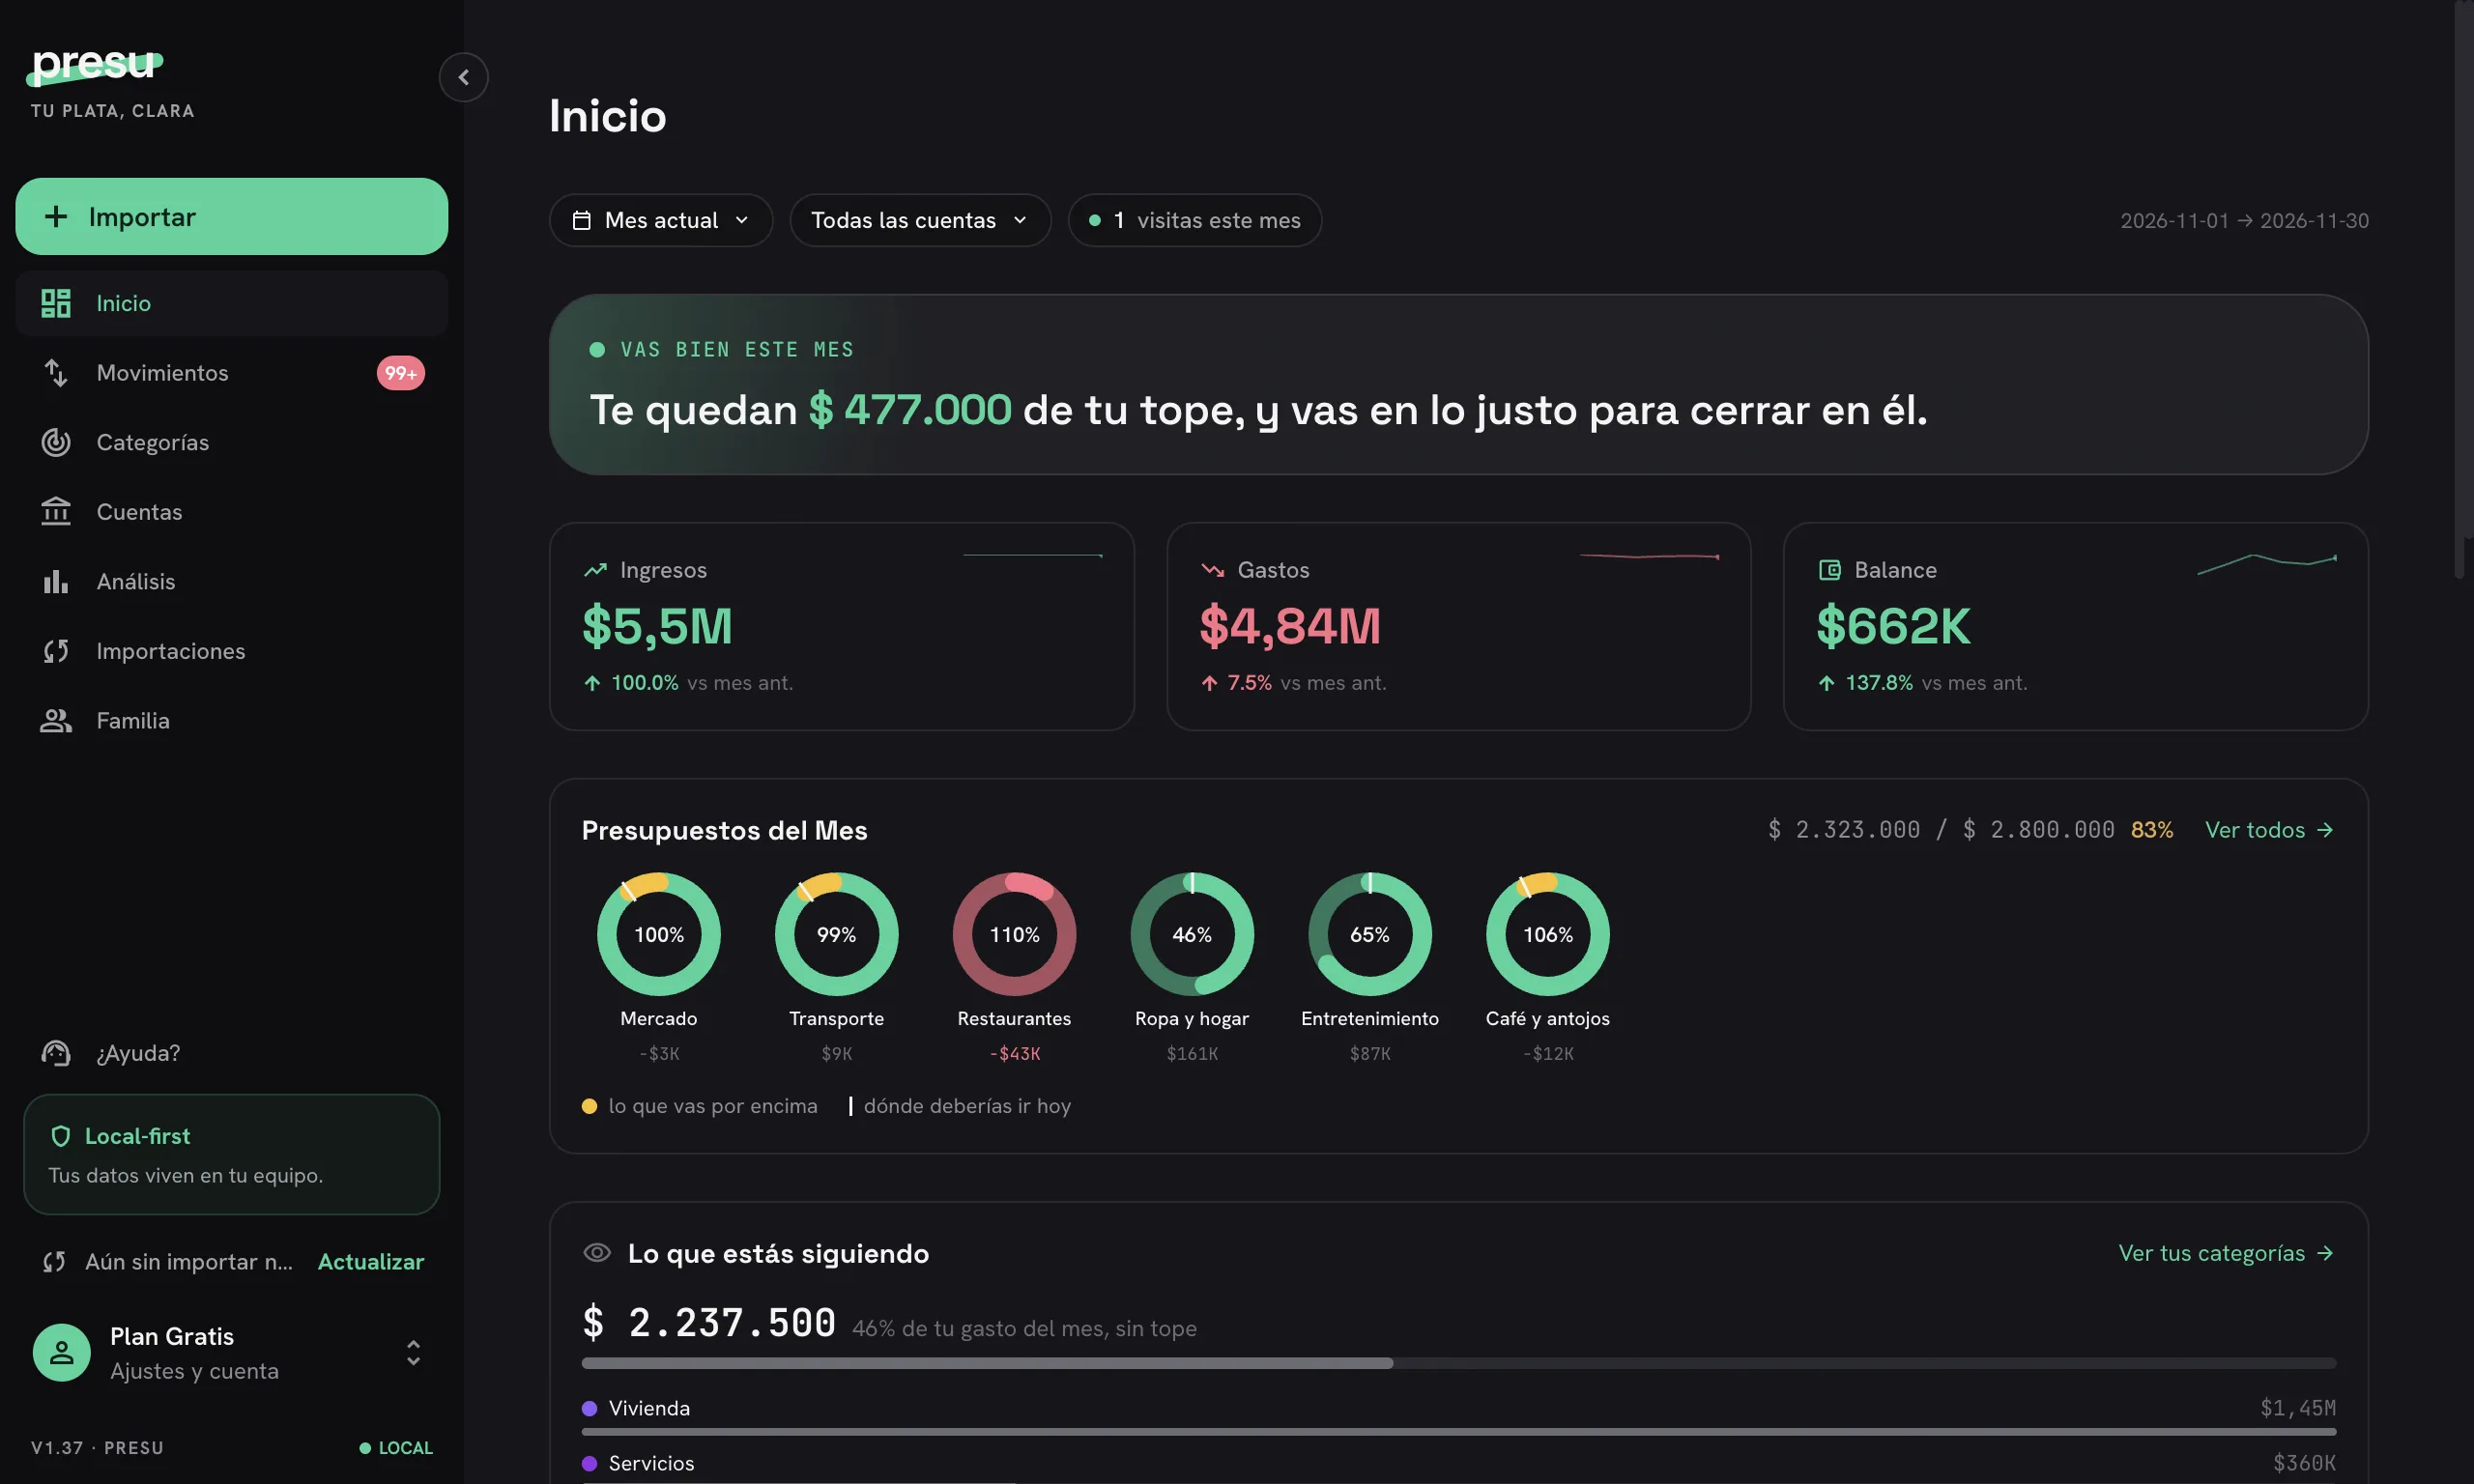 presu
TU PLATA, CLARA
Importar
Inicio
Movimientos 99+
Categorías
Cuentas
Análisis
Importaciones
Familia
¿Ayuda?
Local-first
Tus datos viven en tu equipo.
Aún sin importar n... Actualizar
Plan Gratis
Ajustes y cuenta
V1.37 · PRESU LOCAL
Inicio
Mes actual Todas las cuentas 1 visitas este mes 2026-11-01 → 2026-11-30
VAS BIEN ESTE MES
Te quedan $ 477.000 de tu tope, y vas en lo justo para cerrar en él.
Ingresos
$5,5M
↑ 100.0% vs mes ant.
Gastos
$4,84M
↑ 7.5% vs mes ant.
Balance
$662K
↑ 137.8% vs mes ant.
Presupuestos del Mes $ 2.323.000 / $ 2.800.000 83% Ver todos →
100% 99% 110% 46% 65% 106%
Mercado Transporte Restaurantes Ropa y hogar Entretenimiento Café y antojos
-$3K $9K -$43K $161K $87K -$12K
lo que vas por encima dónde deberías ir hoy
Lo que estás siguiendo Ver tus categorías →
$ 2.237.500 46% de tu gasto del mes, sin tope
Vivienda $1,45M
Servicios $360K